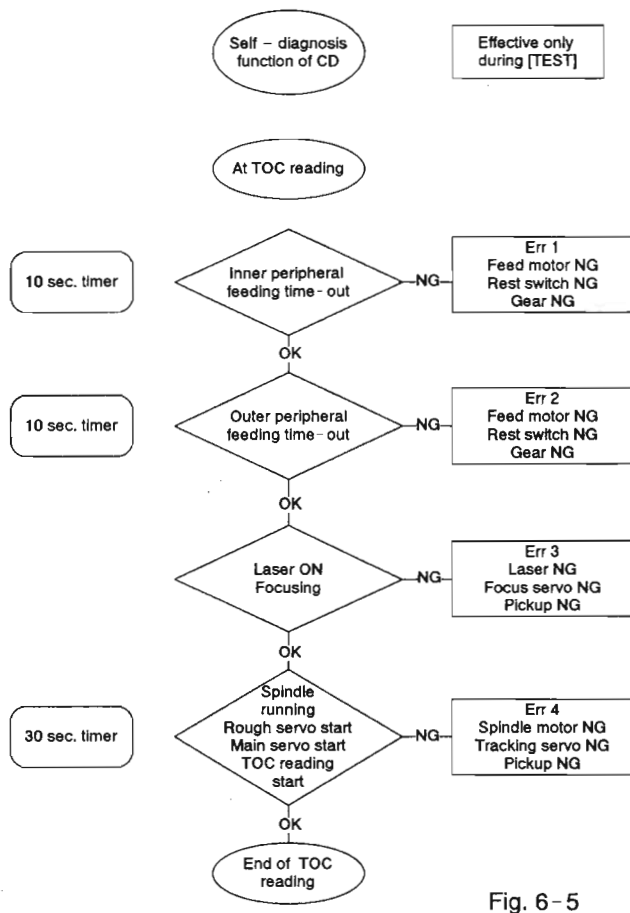 Self - diagnosis
function of CD
Effective only
during [TEST]
At TOC reading
10 sec. timer
Inner peripheral
feeding time-out
NG
Err 1
Feed motor NG
Rest switch NG
Gear NG
OK
10 sec. timer
Outer peripheral
feeding time-out
NG
Err 2
Feed motor NG
Rest switch NG
Gear NG
OK
Laser ON
Focusing
NG
Err 3
Laser NG
Focus servo NG
Pickup NG
OK
30 sec. timer
Spindle
running
Rough servo start
Main servo start
TOC reading
start
NG
Err 4
Spindle motor NG
Tracking servo NG
Pickup NG
OK
End of TOC
reading
Fig. 6-5